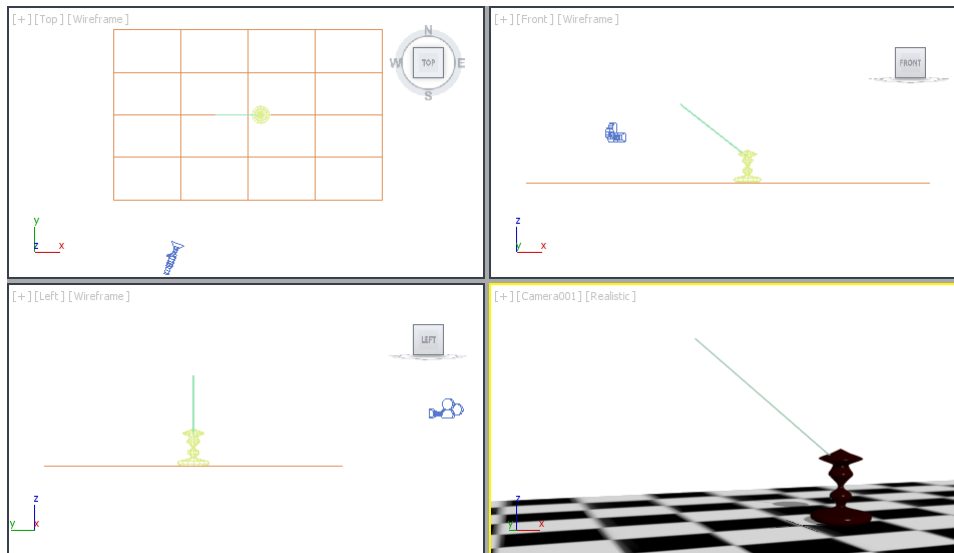 [+] [Top] [Wireframe]
N
W TOP E
S
y
z x
[+] [Front] [Wireframe]
FRONT
z
y x
[+] [Left] [Wireframe]
LEFT
z
y x
[+] [Camera001] [Realistic]
z
y x